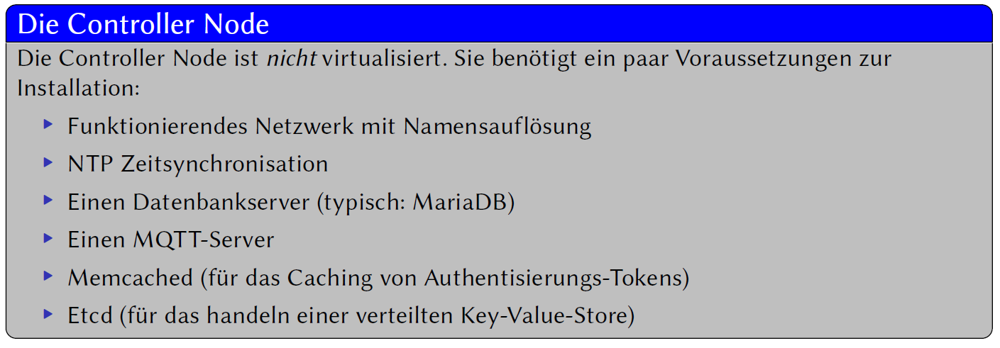 Die Controller Node
Die Controller Node ist nicht virtualisiert. Sie benötigt ein paar Voraussetzungen zur
Installation:
Funktionierendes Netzwerk mit Namensauflösung
NTP Zeitsynchronisation
Einen Datenbankserver (typisch: MariaDB)
Einen MQTT-Server
Memcached (für das Caching von Authentisierungs-Tokens)
Etcd (für das handeln einer verteilten Key-Value-Store)